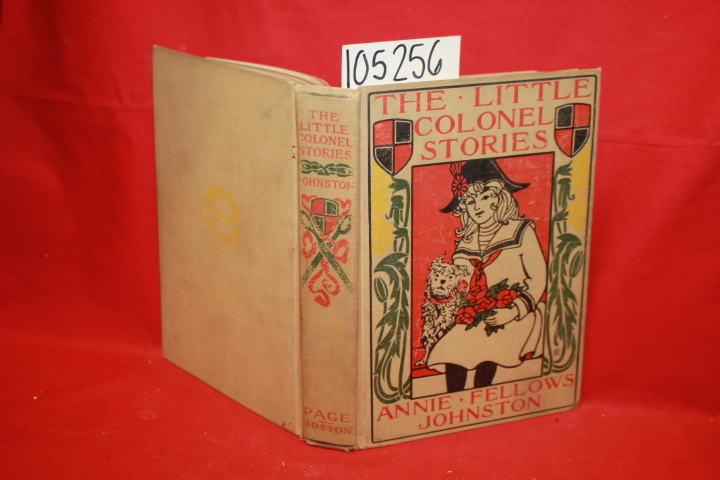 105256
THE
LITTLE
COLONEL
STORIES
JOHNSTON
PAGE
BOSTON
THE · LITTLE
COLONEL
STORIES
ANNIE · FELLOWS
JOHNSTON